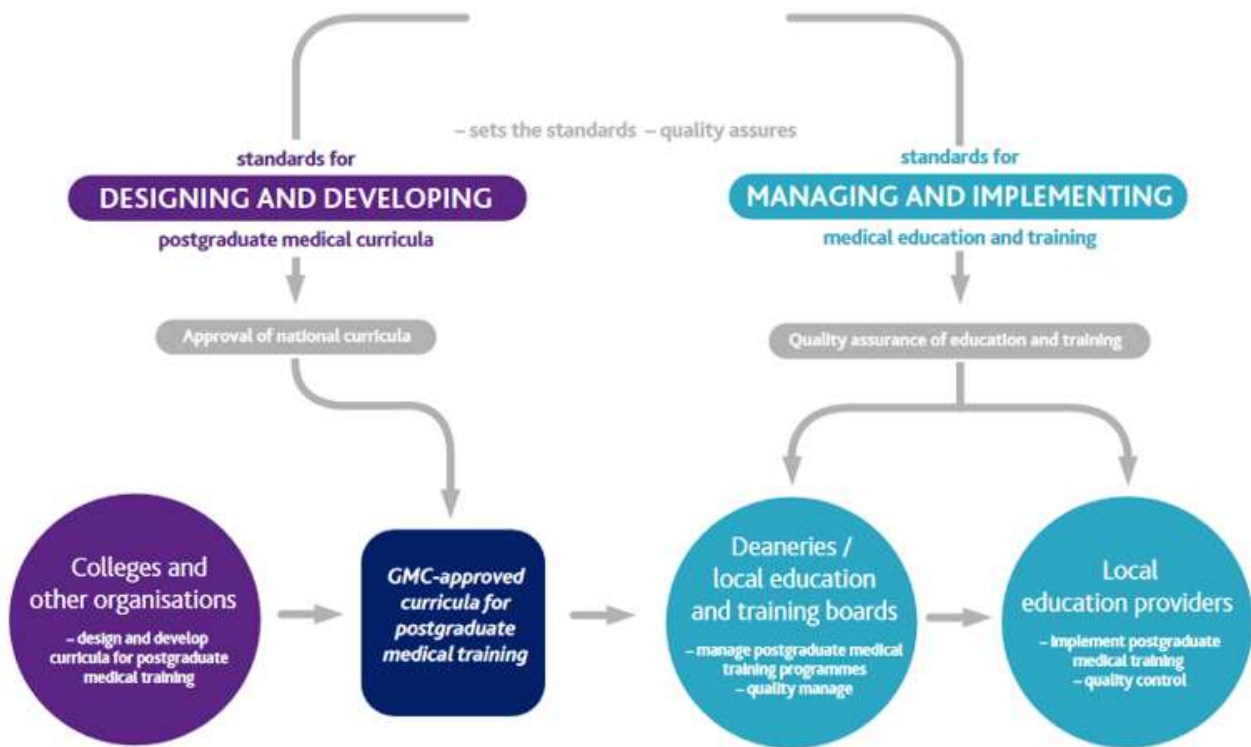 – sets the standards – quality assures
standards for
DESIGNING AND DEVELOPING
postgraduate medical curricula
standards for
MANAGING AND IMPLEMENTING
medical education and training
Approval of national curricula
Quality assurance of education and training
Colleges and
other organisations
– design and develop
curricula for postgraduate
medical training
GMC-approved
curricula for
postgraduate
medical training
Deaneries /
local education
and training boards
– manage postgraduate medical
training programmes
– quality manage
Local
education providers
– implement postgraduate
medical training
– quality control